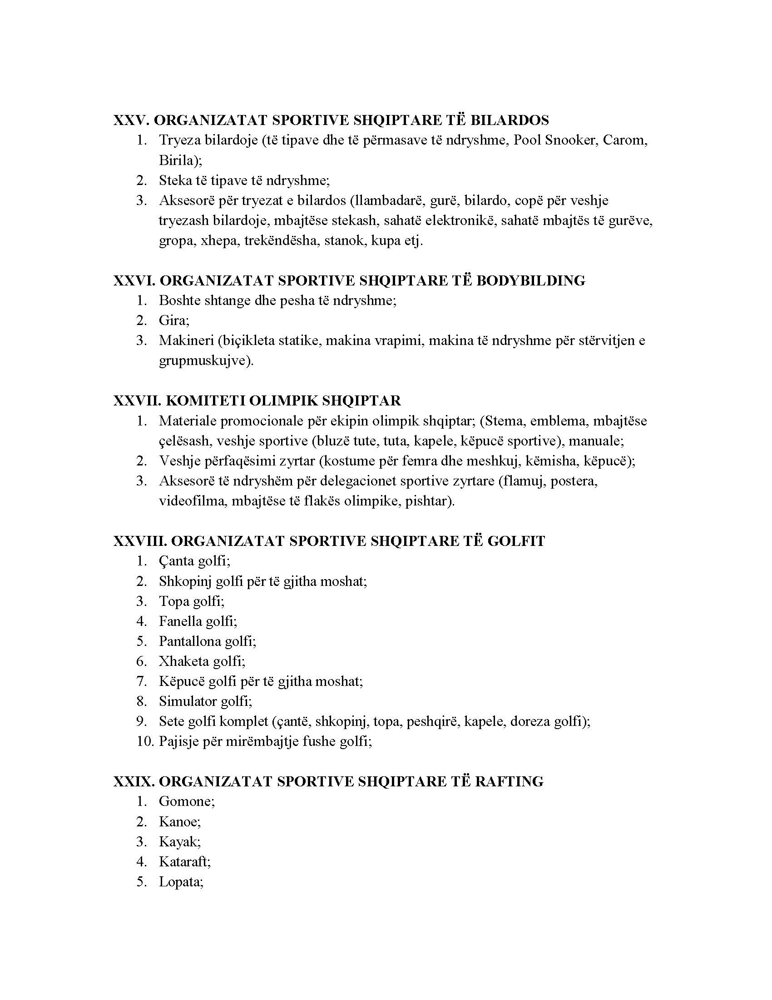 XXV. ORGANIZATAT SPORTIVE SHQIPTARE TË BILARDOS
1. Tryeza bilardoje (të tipave dhe të përmasave të ndryshme, Pool Snooker, Carom,
Birila);
2. Steka të tipave të ndryshme;
3. Aksesorë për tryezat e bilardos (llambadarë, gurë, bilardo, copë për veshje
tryezash bilardoje, mbajtëse stekash, sahatë elektronikë, sahatë mbajtës të gurëve,
gropa, xhepa, trekëndësha, stanok, kupa etj.
XXVI. ORGANIZATAT SPORTIVE SHQIPTARE TË BODYBILDING
1. Boshte shtange dhe pesha të ndryshme;
2. Gira;
3. Makineri (biçikleta statike, makina vrapimi, makina të ndryshme për stërvitjen e
grupmuskujve).
XXVII. KOMITETI OLIMPIK SHQIPTAR
1. Materiale promocionale për ekipin olimpik shqiptar; (Stema, emblema, mbajtëse
çelësash, veshje sportive (bluzë tute, tuta, kapele, këpucë sportive), manuale;
2. Veshje përfaqësimi zyrtar (kostume për femra dhe meshkuj, këmisha, këpucë);
3. Aksesorë të ndryshëm për delegacionet sportive zyrtare (flamuj, postera,
videofilma, mbajtëse të flakës olimpike, pishtar).
XXVIII. ORGANIZATAT SPORTIVE SHQIPTARE TË GOLFIT
1. Çanta golfi;
2. Shkopinj golfi për të gjitha moshat;
3. Topa golfi;
4. Fanella golfi;
5. Pantallona golfi;
6. Xhaketa golfi;
7. Këpucë golfi për të gjitha moshat;
8. Simulator golfi;
9. Sete golfi komplet (çantë, shkopinj, topa, peshqirë, kapele, doreza golfi);
10. Pajisje për mirëmbajtje fushe golfi;
XXIX. ORGANIZATAT SPORTIVE SHQIPTARE TË RAFTING
1. Gomone;
2. Kanoe;
3. Kayak;
4. Kataraft;
5. Lopata;